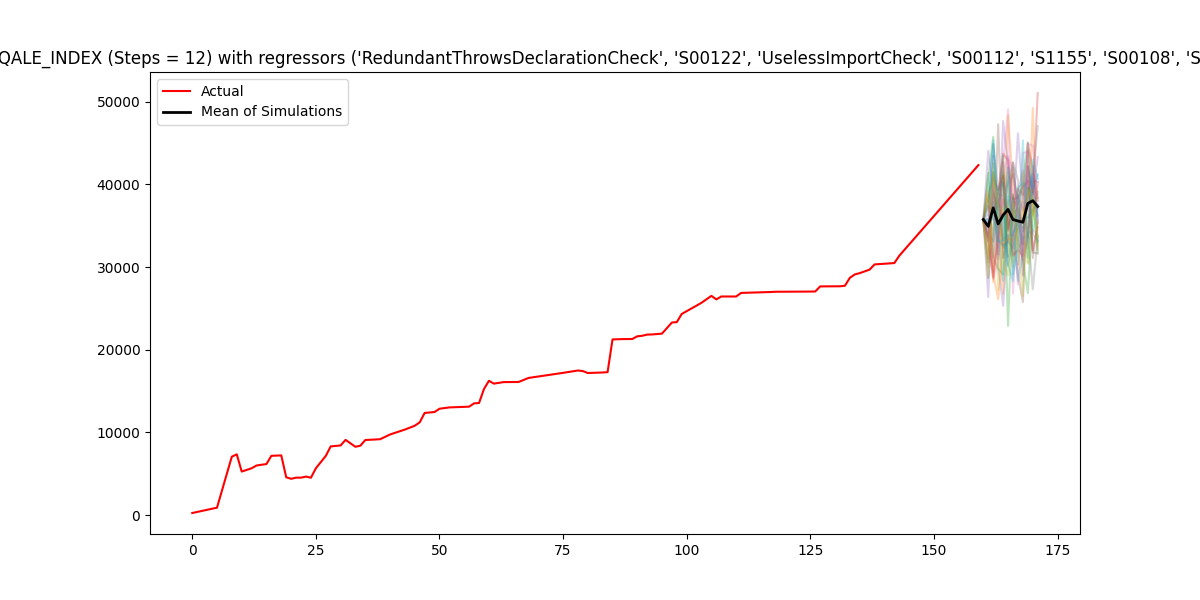 QALE_INDEX (Steps = 12) with regressors ('RedundantThrowsDeclarationCheck', 'S00122', 'UselessImportCheck', 'S00112', 'S1155', 'S00108', 'S
Actual
Mean of Simulations
50000
40000
30000
20000
10000
0
0 25 50 75 100 125 150 175